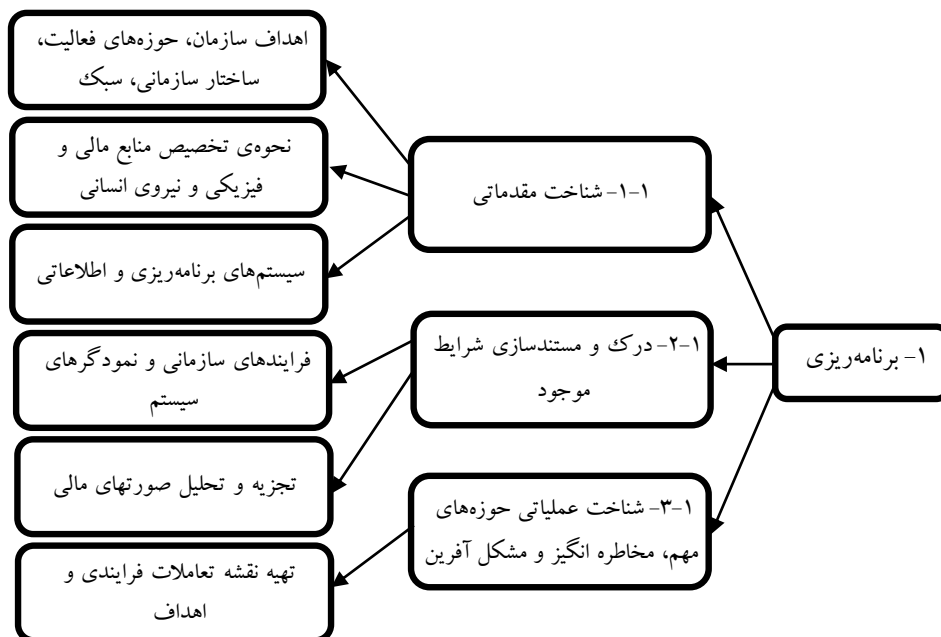 ۱- برنامه‌ریزی
۱-۱- شناخت مقدماتی
اهداف سازمان، حوزه‌های فعالیت،
ساختار سازمانی، سبک
نحوه‌ی تخصیص منابع مالی و
فیزیکی و نیروی انسانی
سیستم‌های برنامه‌ریزی و اطلاعاتی
۱-۲- درک و مستندسازی شرایط
موجود
فرایندهای سازمانی و نمودگرهای
سیستم
تجزیه و تحلیل صورتهای مالی
۱-۳- شناخت عملیاتی حوزه‌های
مهم، مخاطره انگیز و مشکل آفرین
تهیه نقشه تعاملات فرایندی و
اهداف